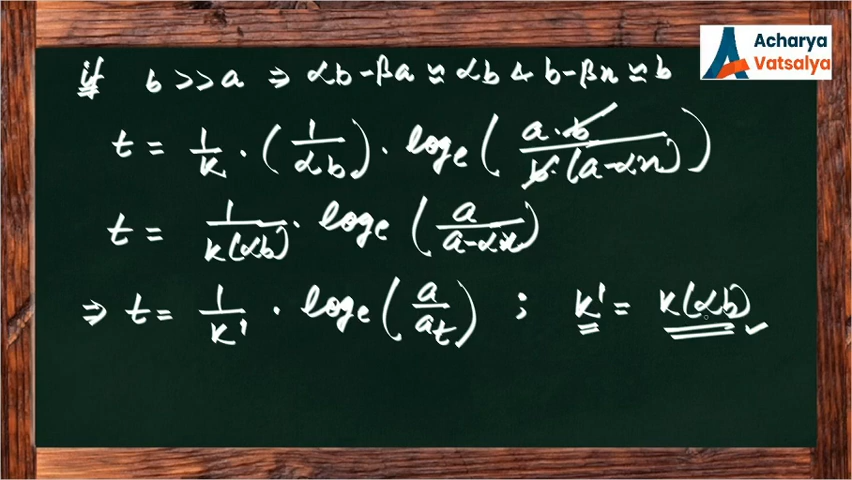 Acharya
Vatsalya
if b >> a ⇒ αb - βa ≈ αb & b - βx ≈ b
t = 1/k · (1/αb) · loge (a·b / b·(a-αx))
t = 1/k(αb) · loge (a / a-αx)
⇒ t = 1/k' · loge (a/at) ; k' = k(αb) ✓